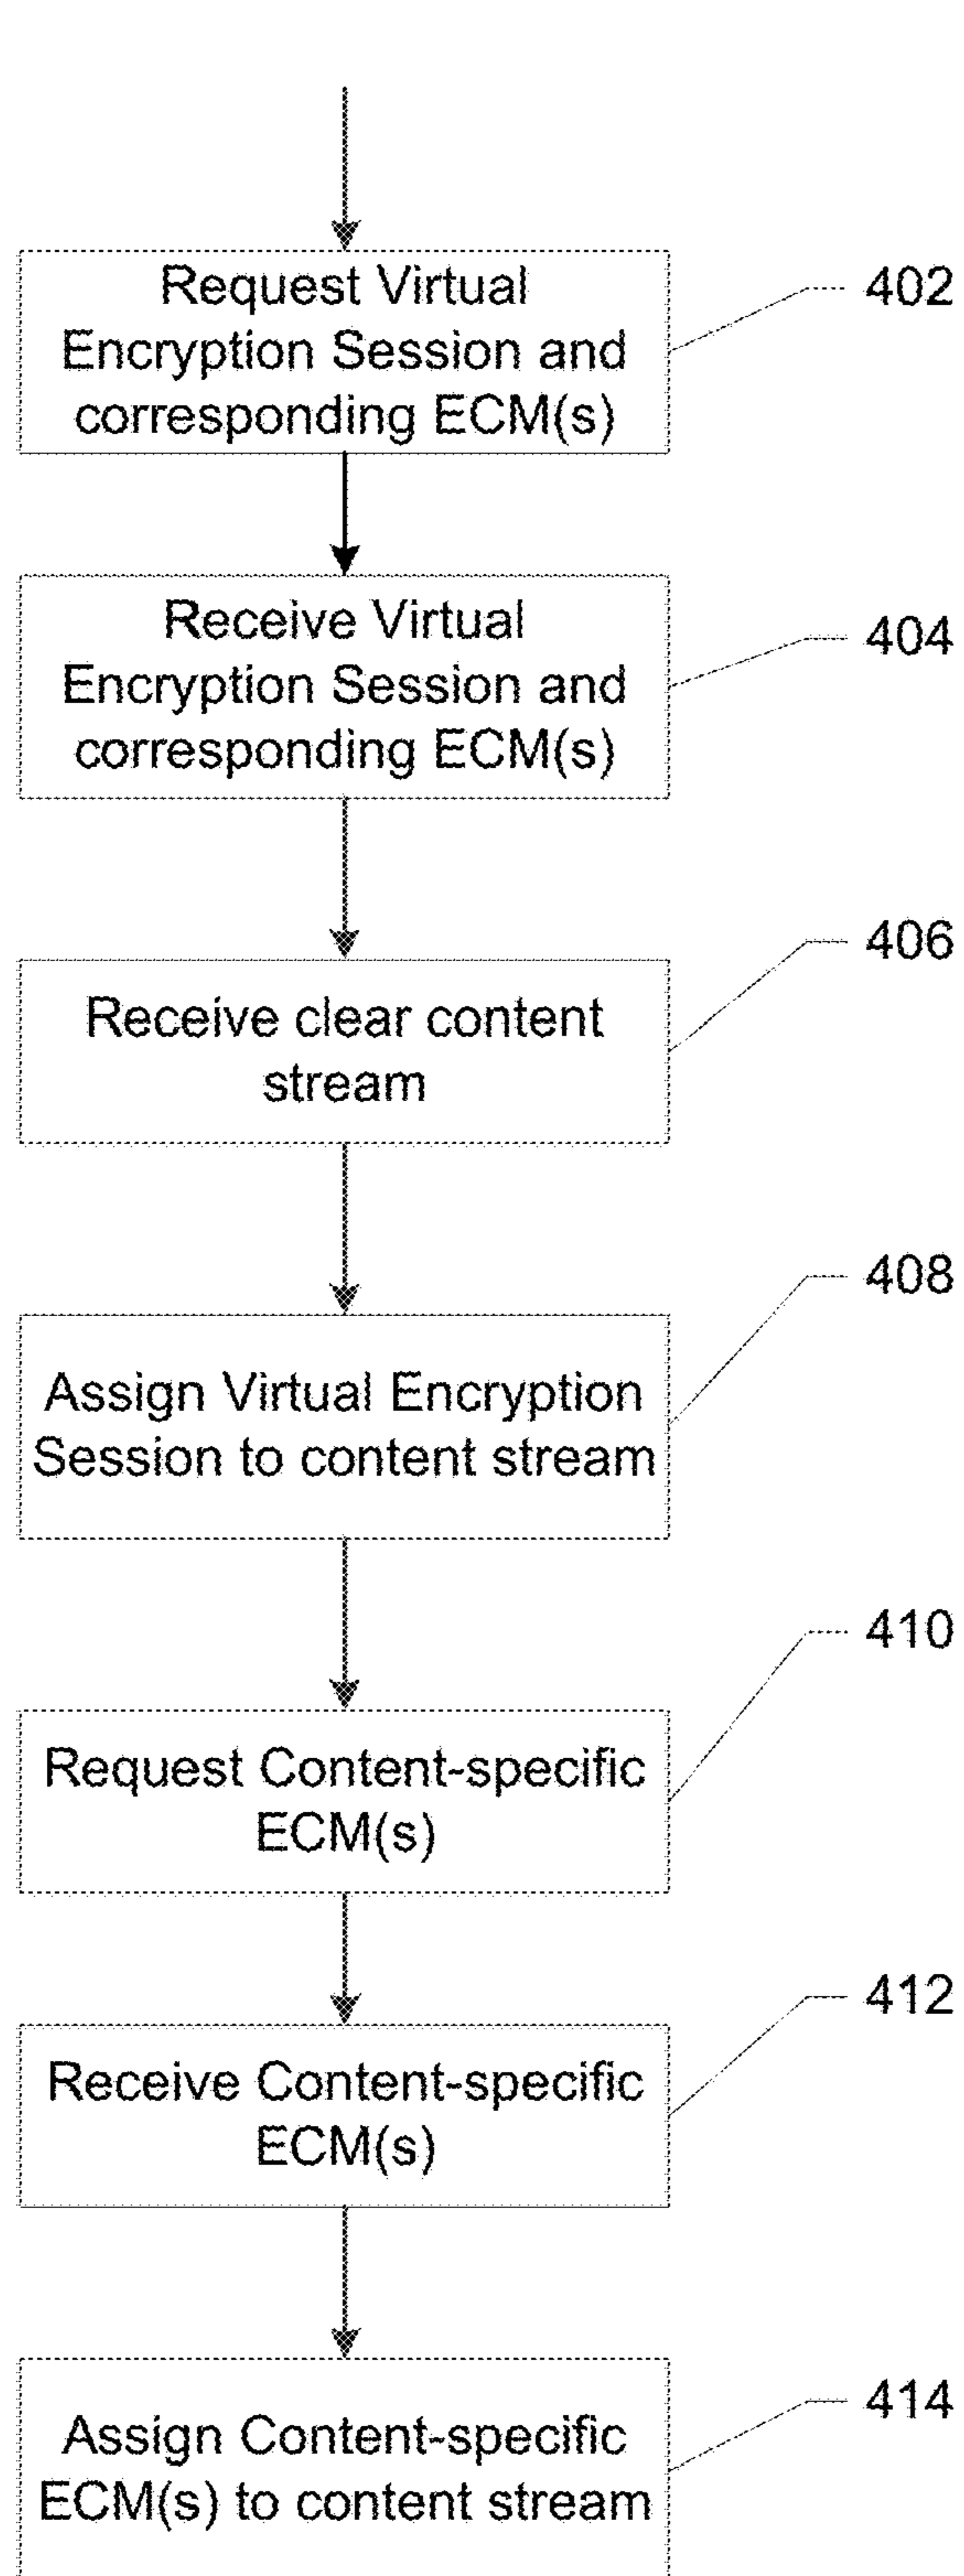 Request Virtual
Encryption Session and
corresponding ECM(s)
402
Receive Virtual
Encryption Session and
corresponding ECM(s)
404
Receive clear content
stream
406
Assign Virtual Encryption
Session to content stream
408
Request Content-specific
ECM(s)
410
Receive Content-specific
ECM(s)
412
Assign Content-specific
ECM(s) to content stream
414